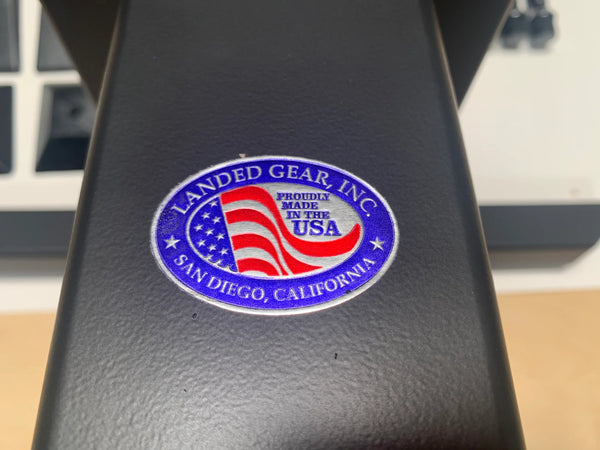 LANDED GEAR, INC.
PROUDLY
MADE
IN THE
USA
SAN DIEGO, CALIFORNIA